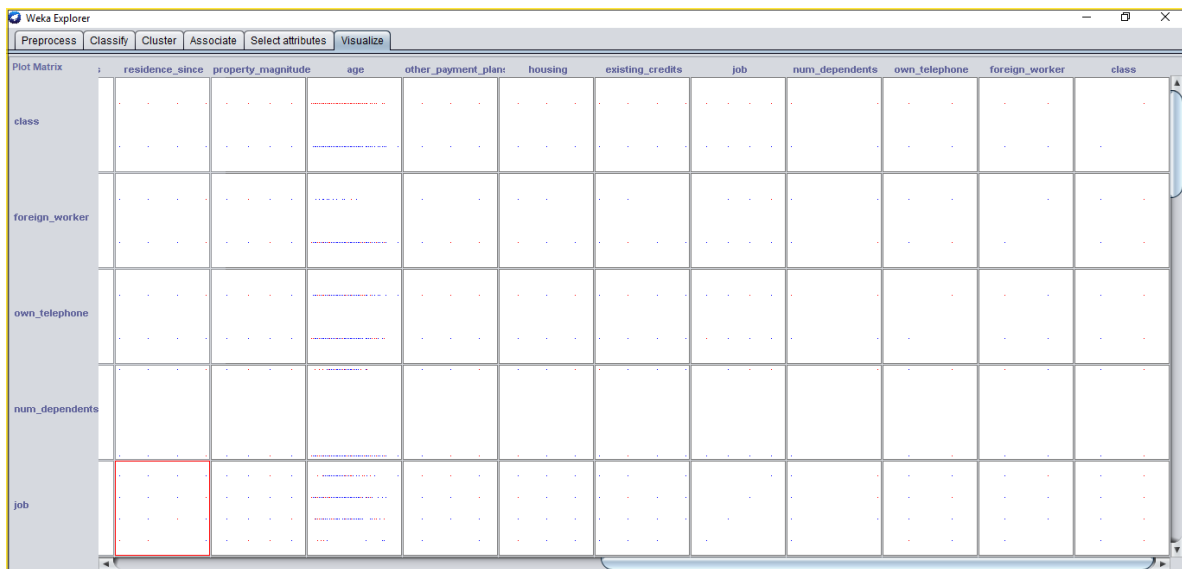 Weka Explorer
Preprocess Classify Cluster Associate Select attributes Visualize
Plot Matrix s residence_since property_magnitude age other_payment_plans housing existing_credits job num_dependents own_telephone foreign_worker class
class
foreign_worker
own_telephone
num_dependents
job